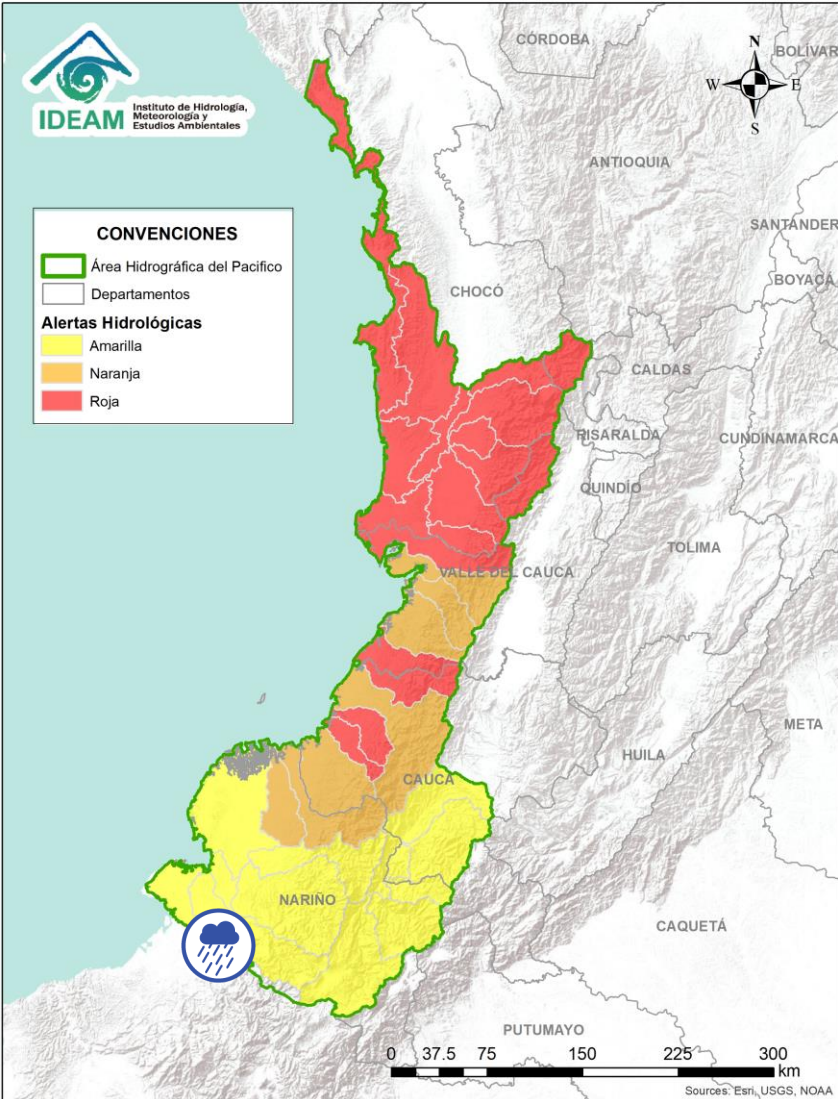 IDEAM
Instituto de Hidrología,
Meteorología y
Estudios Ambientales
N
W
E
S
CÓRDOBA
BOLÍVAR
ANTIOQUIA
SANTANDER
BOYACÁ
CONVENCIONES
Área Hidrográfica del Pacifico
Departamentos
Alertas Hidrológicas
Amarilla
Naranja
Roja
CHOCÓ
CALDAS
RISARALDA
CUNDINAMARCA
QUINDÍO
TOLIMA
VALLE DEL CAUCA
META
HUILA
CAUCA
NARIÑO
CAQUETÁ
PUTUMAYO
0 37.5 75 150 225 300
km
Sources: Esri, USGS, NOAA